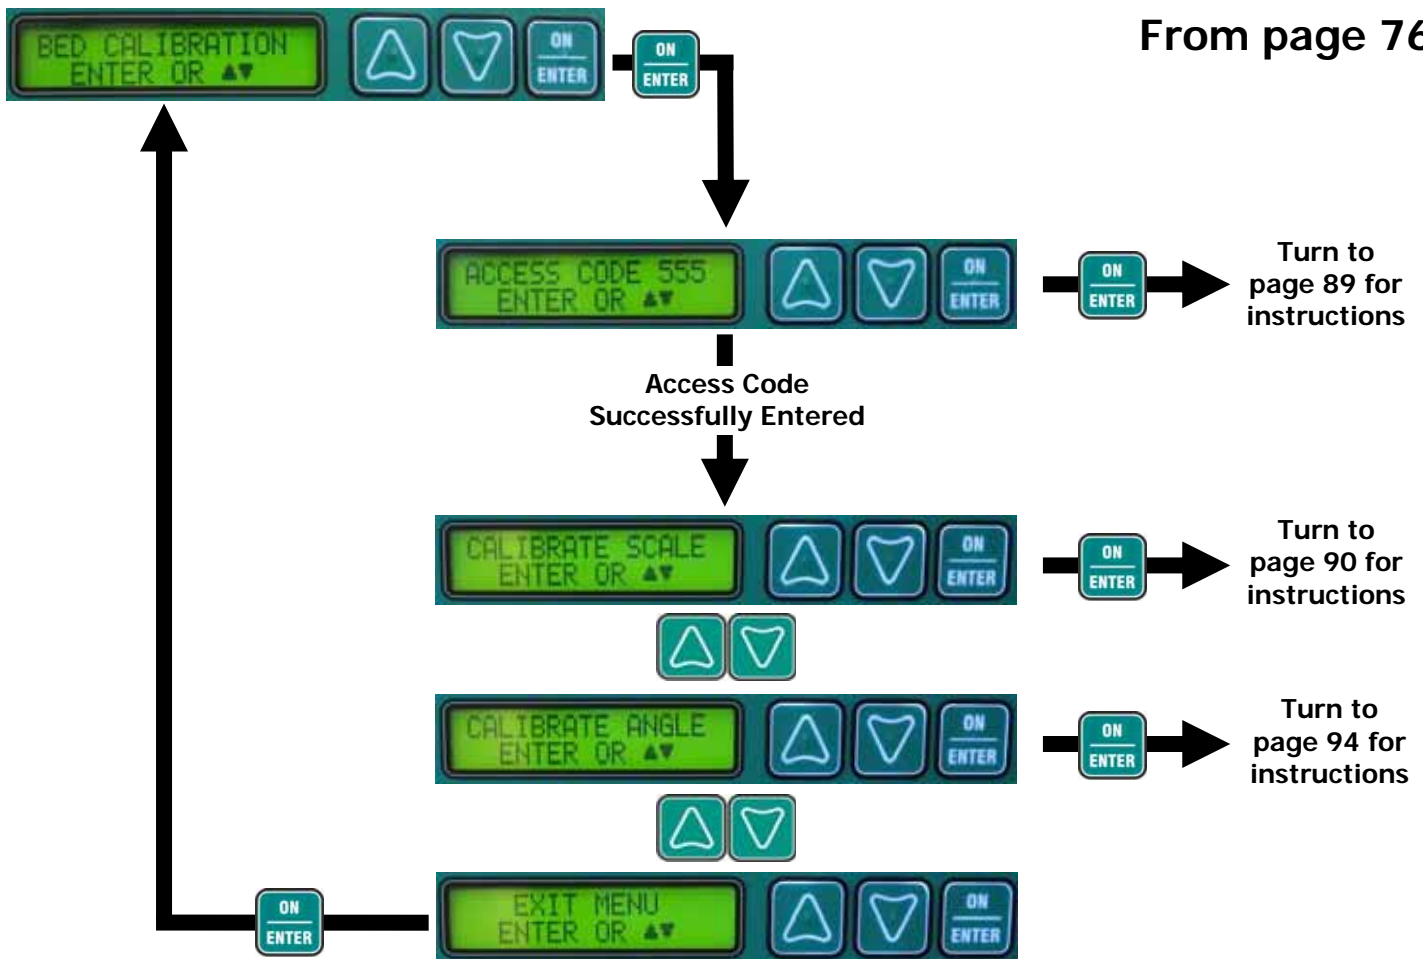 From page 76
BED CALIBRATION
ENTER OR ▲▼
ON
ENTER
ON
ENTER
ACCESS CODE 555
ENTER OR ▲▼
ON
ENTER
ON
ENTER
Turn to
page 89 for
instructions
Access Code
Successfully Entered
CALIBRATE SCALE
ENTER OR ▲▼
ON
ENTER
ON
ENTER
Turn to
page 90 for
instructions
CALIBRATE ANGLE
ENTER OR ▲▼
ON
ENTER
ON
ENTER
Turn to
page 94 for
instructions
EXIT MENU
ENTER OR ▲▼
ON
ENTER
ON
ENTER